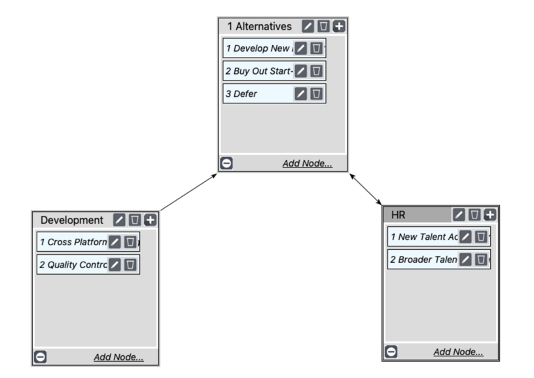 1 Alternatives
1 Develop New
2 Buy Out Start-
3 Defer
Add Node...
Development
1 Cross Platforn
2 Quality Contrc
Add Node...
HR
1 New Talent Ac
2 Broader Talen
Add Node...